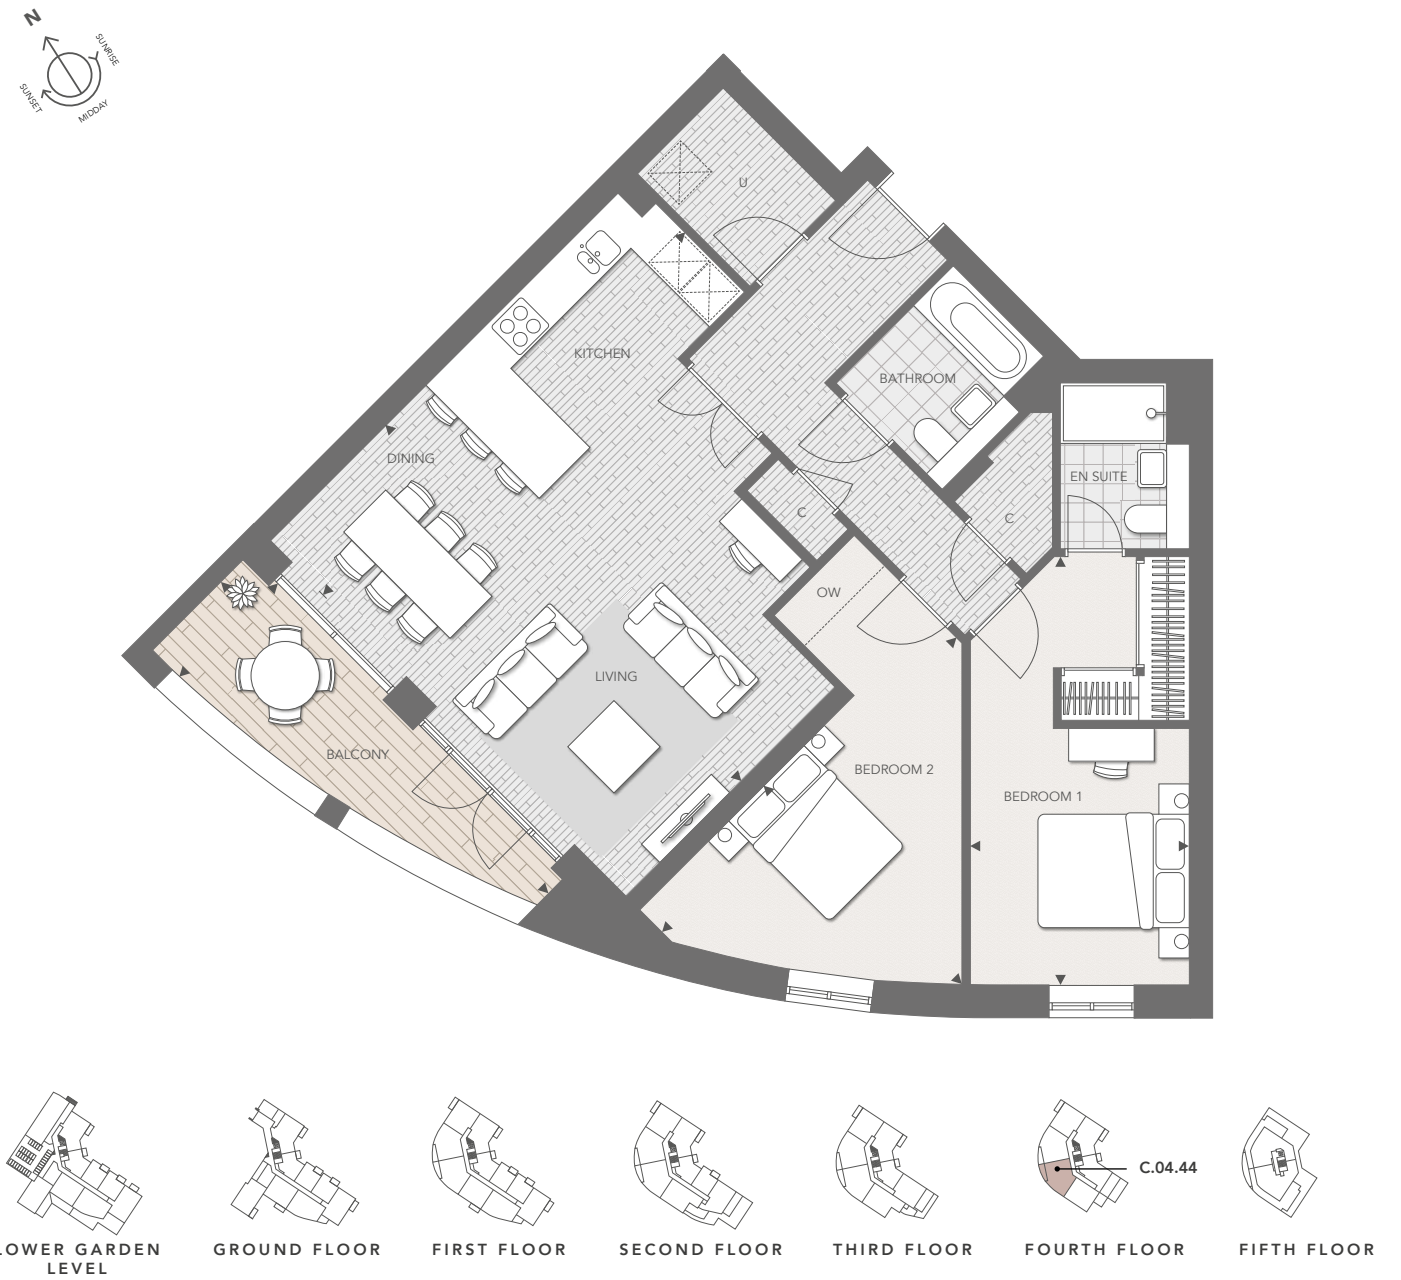 N
SUNRISE
SUNSET
MIDDAY
U
KITCHEN
BATHROOM
DINING
EN SUITE
C
C
OW
LIVING
BALCONY
BEDROOM 2
BEDROOM 1
C.04.44
LOWER GARDEN
LEVEL
GROUND FLOOR
FIRST FLOOR
SECOND FLOOR
THIRD FLOOR
FOURTH FLOOR
FIFTH FLOOR